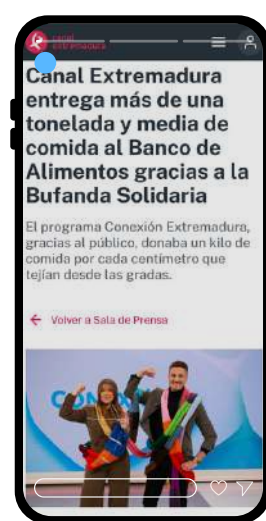 canal
extremadura
Canal Extremadura
entrega más de una
tonelada y media de
comida al Banco de
Alimentos gracias a la
Bufanda Solidaria
El programa Conexión Extremadura,
gracias al público, donaba un kilo de
comida por cada centímetro que
tejían desde las gradas.
← Volver a Sala de Prensa